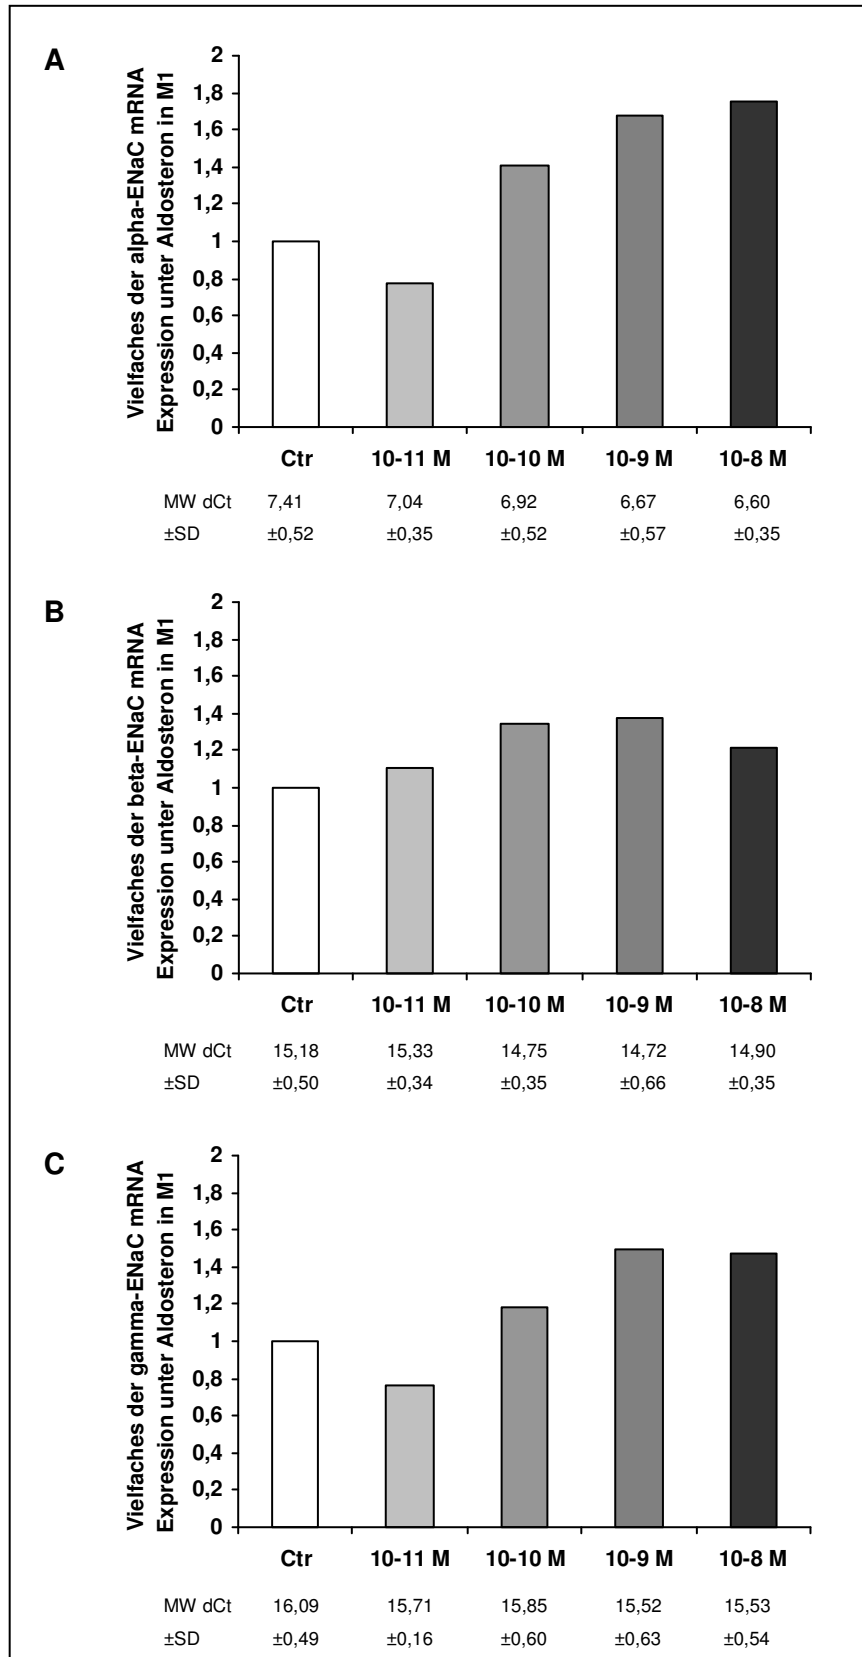 A
Vielfaches der alpha-ENaC mRNA
Expression unter Aldosteron in M1
2
1,8
1,6
1,4
1,2
1
0,8
0,6
0,4
0,2
0
Ctr 10-11 M 10-10 M 10-9 M 10-8 M
MW dCt 7,41 7,04 6,92 6,67 6,60
±SD ±0,52 ±0,35 ±0,52 ±0,57 ±0,35
B
Vielfaches der beta-ENaC mRNA
Expression unter Aldosteron in M1
2
1,8
1,6
1,4
1,2
1
0,8
0,6
0,4
0,2
0
Ctr 10-11 M 10-10 M 10-9 M 10-8 M
MW dCt 15,18 15,33 14,75 14,72 14,90
±SD ±0,50 ±0,34 ±0,35 ±0,66 ±0,35
C
Vielfaches der gamma-ENaC mRNA
Expression unter Aldosteron in M1
2
1,8
1,6
1,4
1,2
1
0,8
0,6
0,4
0,2
0
Ctr 10-11 M 10-10 M 10-9 M 10-8 M
MW dCt 16,09 15,71 15,85 15,52 15,53
±SD ±0,49 ±0,16 ±0,60 ±0,63 ±0,54